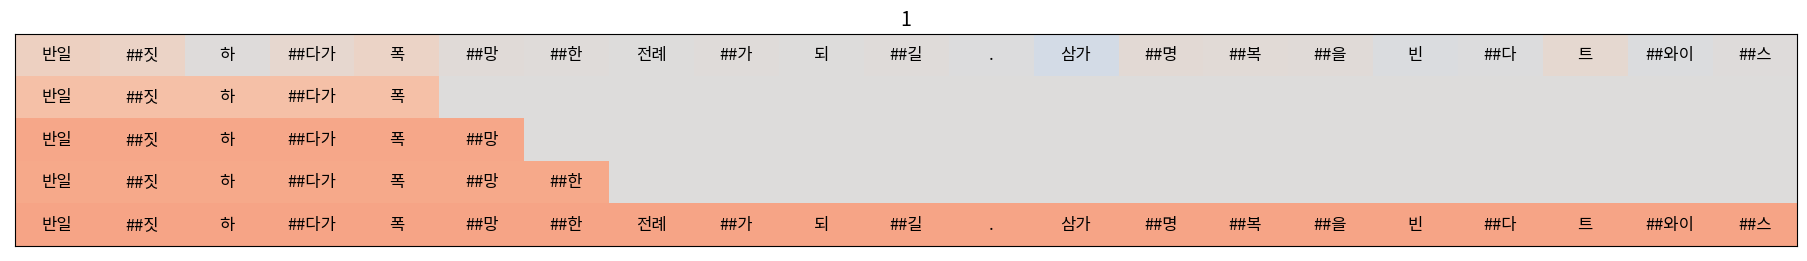 1
반일 ##짓 하 ##다가 폭 ##망 ##한 전례 ##가 되 ##길 . 삼가 ##명 ##복 ##을 빈 ##다 트 ##와이 ##스
반일 ##짓 하 ##다가 폭
반일 ##짓 하 ##다가 폭 ##망
반일 ##짓 하 ##다가 폭 ##망 ##한
반일 ##짓 하 ##다가 폭 ##망 ##한 전례 ##가 되 ##길 . 삼가 ##명 ##복 ##을 빈 ##다 트 ##와이 ##스